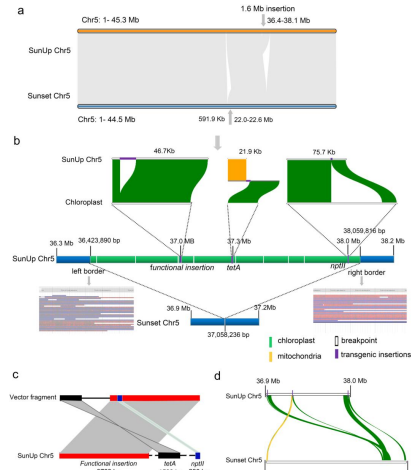 a
1.6 Mb insertion
Chr5: 1- 45.3 Mb
36.4-38.1 Mb
SunUp Chr5
Sunset Chr5
Chr5: 1- 44.5 Mb
591.9 Kb
22.0-22.6 Mb
b
46.7Kb
21.9 Kb
75.7 Kb
SunUp Chr5
Chloroplast
36.3 Mb
36,423,890 bp
37.0 MB
37.3 Mb
38.0 Mb
38,059,816 bp
38.2 Mb
SunUp Chr5
functional insertion
tetA
nptII
left border
right border
36.9 Mb
37.2Mb
Sunset Chr5
37,058,236 bp
chloroplast
breakpoint
mitochondria
transgenic insertions
c
Vector fragment
SunUp Chr5
Functional insertion
tetA
nptII
d
36.9 Mb
38.0 Mb
SunUp Chr5
Sunset Chr5